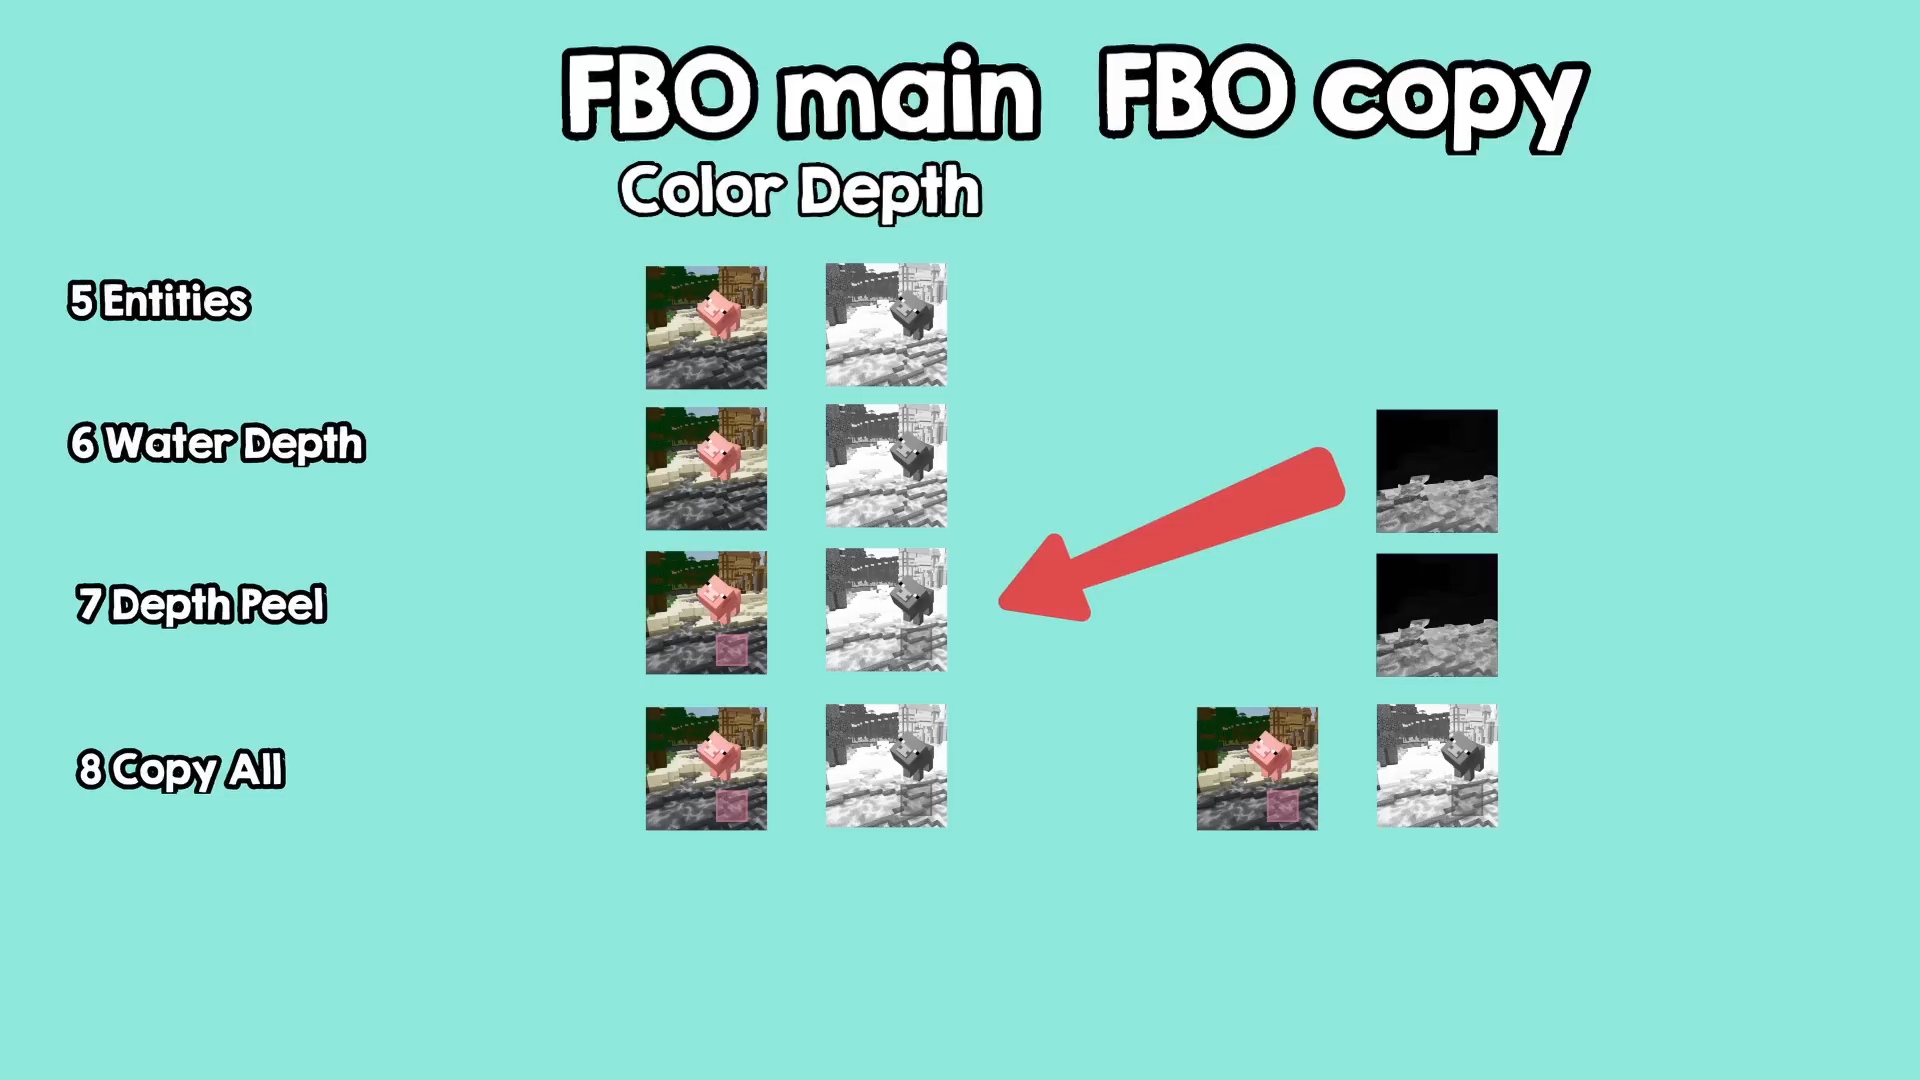 FBO main FBO copy
Color Depth
5 Entities
6 Water Depth
7 Depth Peel
8 Copy All